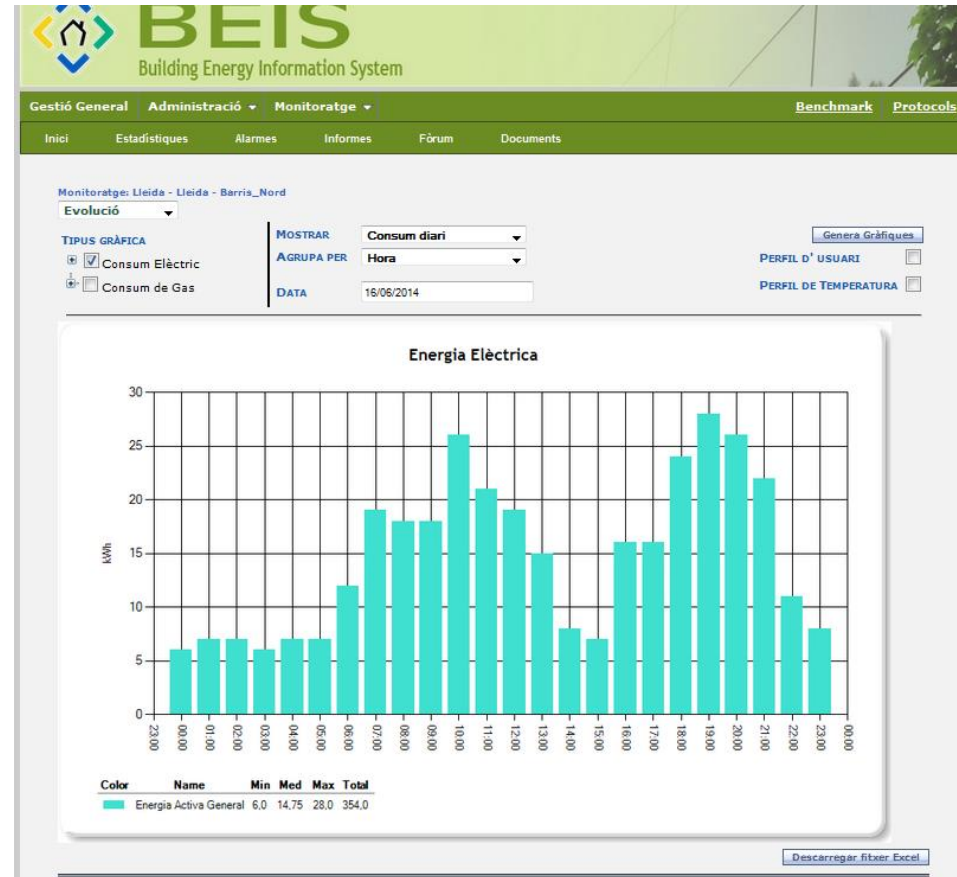 BEIS
Building Energy Information System
Gestió General Administració Monitoratge Benchmark Protocols
Inici Estadístiques Alarmes Informes Fòrum Documents
Monitoratge: Lleida - Lleida - Barris_Nord
Evolució
TIPUS GRÀFICA
Consum Elèctric
Consum de Gas
MOSTRAR Consum diari
AGRUPA PER Hora
DATA 16/06/2014
Genera Gràfiques
PERFIL D' USUARI
PERFIL DE TEMPERATURA
Energia Elèctrica
30
25
20
15
10
5
0
kWh
23:00 00:00 01:00 02:00 03:00 04:00 05:00 06:00 07:00 08:00 09:00 10:00 11:00 12:00 13:00 14:00 15:00 16:00 17:00 18:00 19:00 20:00 21:00 22:00 23:00 00:00
Color Name Min Med Max Total
Energia Activa General 6,0 14,75 28,0 354,0
Descarregar fitxer Excel